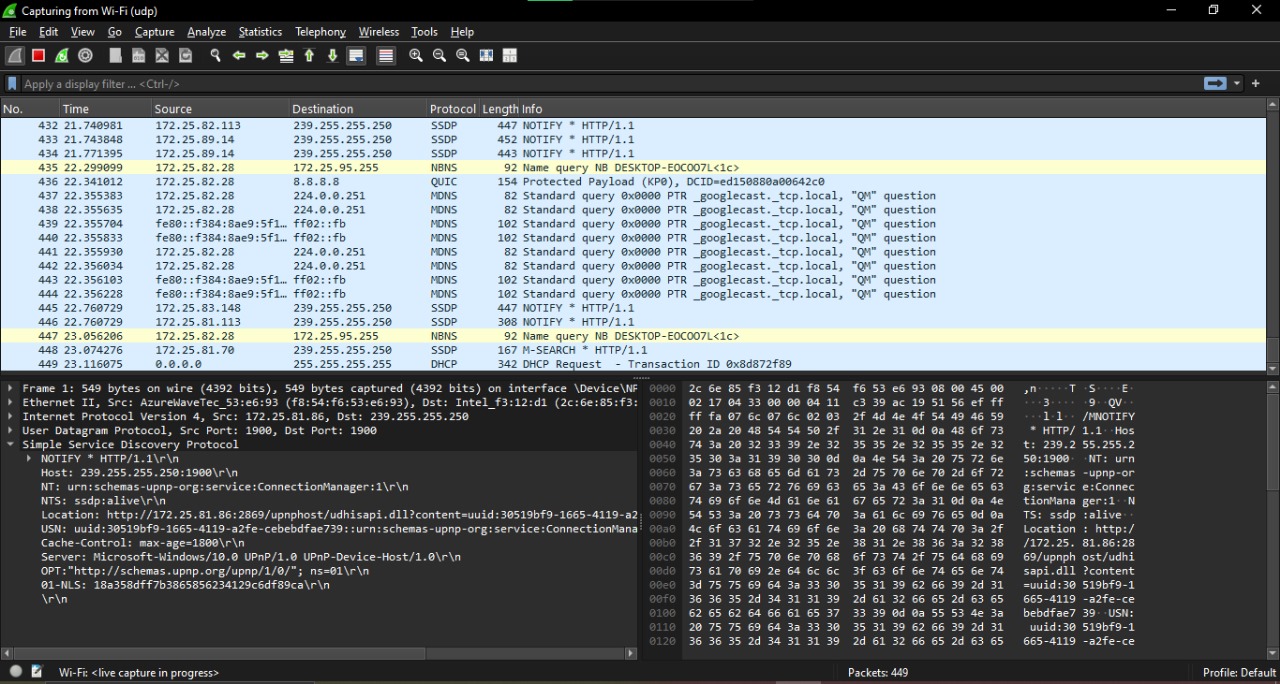 Capturing from Wi-Fi (udp)
File Edit View Go Capture Analyze Statistics Telephony Wireless Tools Help
Apply a display filter ... <Ctrl-/>
No. Time Source Destination Protocol Length Info
432 21.740981 172.25.82.113 239.255.255.250 SSDP 447 NOTIFY * HTTP/1.1
433 21.743848 172.25.89.14 239.255.255.250 SSDP 452 NOTIFY * HTTP/1.1
434 21.771395 172.25.89.14 239.255.255.250 SSDP 443 NOTIFY * HTTP/1.1
435 22.299099 172.25.82.28 172.25.95.255 NBNS 92 Name query NB DESKTOP-EOCOO7L<1c>
436 22.341012 172.25.82.28 8.8.8.8 QUIC 154 Protected Payload (KP0), DCID=ed150880a00642c0
437 22.355383 172.25.82.28 224.0.0.251 MDNS 82 Standard query 0x0000 PTR _googlecast._tcp.local, "QM" question
438 22.355635 172.25.82.28 224.0.0.251 MDNS 82 Standard query 0x0000 PTR _googlecast._tcp.local, "QM" question
439 22.355704 fe80::f384:8ae9:5f1… ff02::fb MDNS 102 Standard query 0x0000 PTR _googlecast._tcp.local, "QM" question
440 22.355833 fe80::f384:8ae9:5f1… ff02::fb MDNS 102 Standard query 0x0000 PTR _googlecast._tcp.local, "QM" question
441 22.355930 172.25.82.28 224.0.0.251 MDNS 82 Standard query 0x0000 PTR _googlecast._tcp.local, "QM" question
442 22.356034 172.25.82.28 224.0.0.251 MDNS 82 Standard query 0x0000 PTR _googlecast._tcp.local, "QM" question
443 22.356103 fe80::f384:8ae9:5f1… ff02::fb MDNS 102 Standard query 0x0000 PTR _googlecast._tcp.local, "QM" question
444 22.356228 fe80::f384:8ae9:5f1… ff02::fb MDNS 102 Standard query 0x0000 PTR _googlecast._tcp.local, "QM" question
445 22.760729 172.25.83.148 239.255.255.250 SSDP 447 NOTIFY * HTTP/1.1
446 22.760729 172.25.81.113 239.255.255.250 SSDP 308 NOTIFY * HTTP/1.1
447 23.056206 172.25.82.28 172.25.95.255 NBNS 92 Name query NB DESKTOP-EOCOO7L<1c>
448 23.074276 172.25.81.70 239.255.255.250 SSDP 167 M-SEARCH * HTTP/1.1
449 23.116075 0.0.0.0 255.255.255.255 DHCP 342 DHCP Request - Transaction ID 0x8d872f89
Frame 1: 549 bytes on wire (4392 bits), 549 bytes captured (4392 bits) on interface \Device\NF
Ethernet II, Src: AzureWaveTec_53:e6:93 (f8:54:f6:53:e6:93), Dst: Intel_f3:12:d1 (2c:6e:85:f3:
Internet Protocol Version 4, Src: 172.25.81.86, Dst: 239.255.255.250
User Datagram Protocol, Src Port: 1900, Dst Port: 1900
Simple Service Discovery Protocol
NOTIFY * HTTP/1.1\r\n
Host: 239.255.255.250:1900\r\n
NT: urn:schemas-upnp-org:service:ConnectionManager:1\r\n
NTS: ssdp:alive\r\n
Location: http://172.25.81.86:2869/upnphost/udhisapi.dll?content=uuid:30519bf9-1665-4119-a2
USN: uuid:30519bf9-1665-4119-a2fe-cebebdfae739::urn:schemas-upnp-org:service:ConnectionMana
Cache-Control: max-age=1800\r\n
Server: Microsoft-Windows/10.0 UPnP/1.0 UPnP-Device-Host/1.0\r\n
OPT:"http://schemas.upnp.org/upnp/1/0/"; ns=01\r\n
01-NLS: 18a358dff7b3865856234129c6df89ca\r\n
\r\n
0000 2c 6e 85 f3 12 d1 f8 54 f6 53 e6 93 08 00 45 00 ,n·····T ·S····E·
0010 02 17 04 33 00 00 04 11 c3 39 ac 19 51 56 ef ff ···3···· ·9··QV··
0020 ff fa 07 6c 07 6c 02 03 2f 4d 4e 4f 54 49 46 59 ···l·l·· /MNOTIFY
0030 20 2a 20 48 54 54 50 2f 31 2e 31 0d 0a 48 6f 73 * HTTP/ 1.1··Hos
0040 74 3a 20 32 33 39 2e 32 35 35 2e 32 35 35 2e 32 t: 239.2 55.255.2
0050 35 30 3a 31 39 30 30 0d 0a 4e 54 3a 20 75 72 6e 50:1900· ·NT: urn
0060 3a 73 63 68 65 6d 61 73 2d 75 70 6e 70 2d 6f 72 :schemas -upnp-or
0070 67 3a 73 65 72 76 69 63 65 3a 43 6f 6e 6e 65 63 g:servic e:Connec
0080 74 69 6f 6e 4d 61 6e 61 67 65 72 3a 31 0d 0a 4e tionMana ger:1··N
0090 54 53 3a 20 73 73 64 70 3a 61 6c 69 76 65 0d 0a TS: ssdp :alive··
00a0 4c 6f 63 61 74 69 6f 6e 3a 20 68 74 74 70 3a 2f Location : http:/
00b0 2f 31 37 32 2e 32 35 2e 38 31 2e 38 36 3a 32 38 /172.25. 81.86:28
00c0 36 39 2f 75 70 6e 70 68 6f 73 74 2f 75 64 68 69 69/upnph ost/udhi
00d0 73 61 70 69 2e 64 6c 6c 3f 63 6f 6e 74 65 6e 74 sapi.dll ?content
00e0 3d 75 75 69 64 3a 33 30 35 31 39 62 66 39 2d 31 =uuid:30 519bf9-1
00f0 36 36 35 2d 34 31 31 39 2d 61 32 66 65 2d 63 65 665-4119 -a2fe-ce
0100 62 65 62 64 66 61 65 37 33 39 0d 0a 55 53 4e 3a bebdfae7 39··USN:
0110 20 75 75 69 64 3a 33 30 35 31 39 62 66 39 2d 31 uuid:30 519bf9-1
0120 36 36 35 2d 34 31 31 39 2d 61 32 66 65 2d 63 65 665-4119 -a2fe-ce
Wi-Fi: <live capture in progress> Packets: 449 Profile: Default